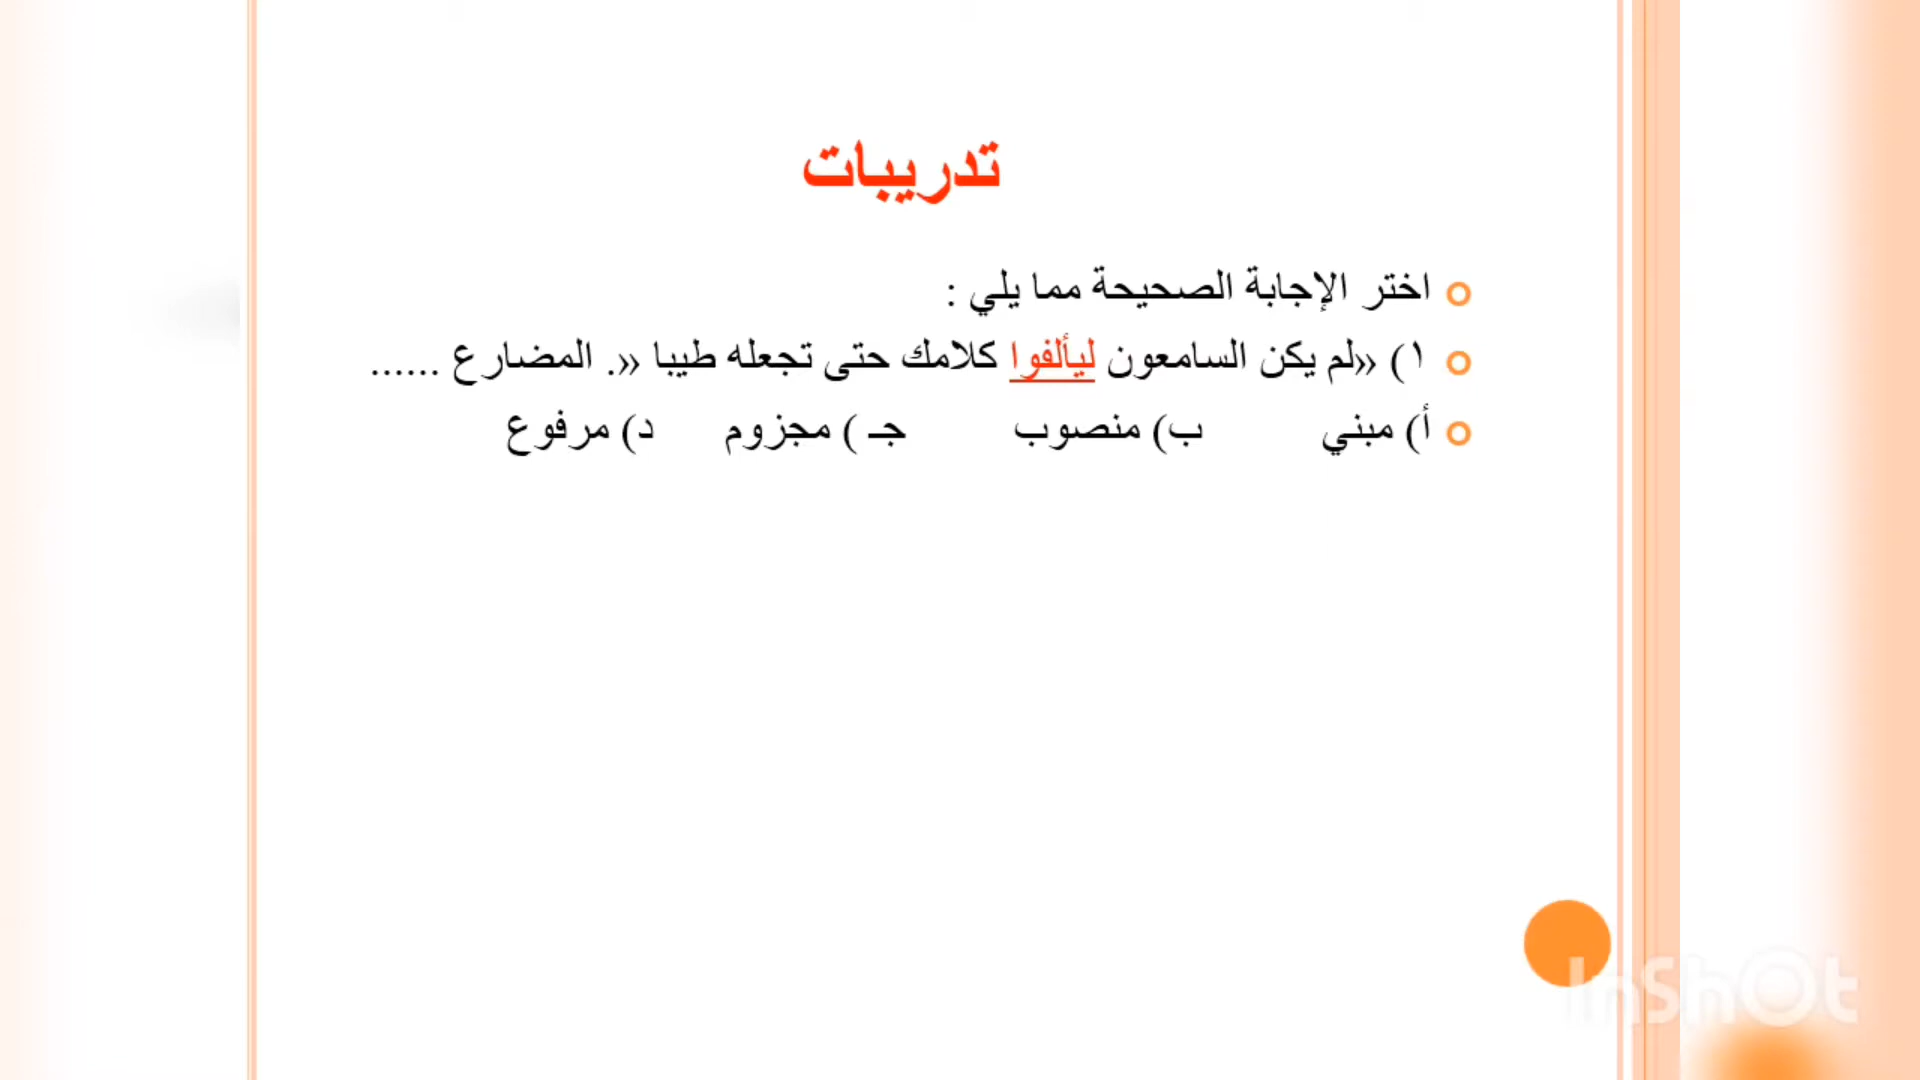 تدريبات
اختر الإجابة الصحيحة مما يلي :
١) «لم يكن السامعون ليألفوا كلامك حتى تجعله طيبا «. المضارع ......
أ) مبني ب) منصوب جـ ) مجزوم د) مرفوع
InShOt